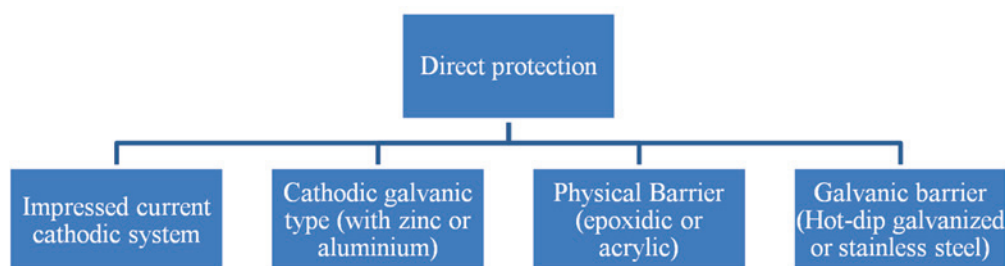 Direct protection
Impressed current
cathodic system
Cathodic galvanic
type (with zinc or
aluminium)
Physical Barrier
(epoxidic or
acrylic)
Galvanic barrier
(Hot-dip galvanized
or stainless steel)